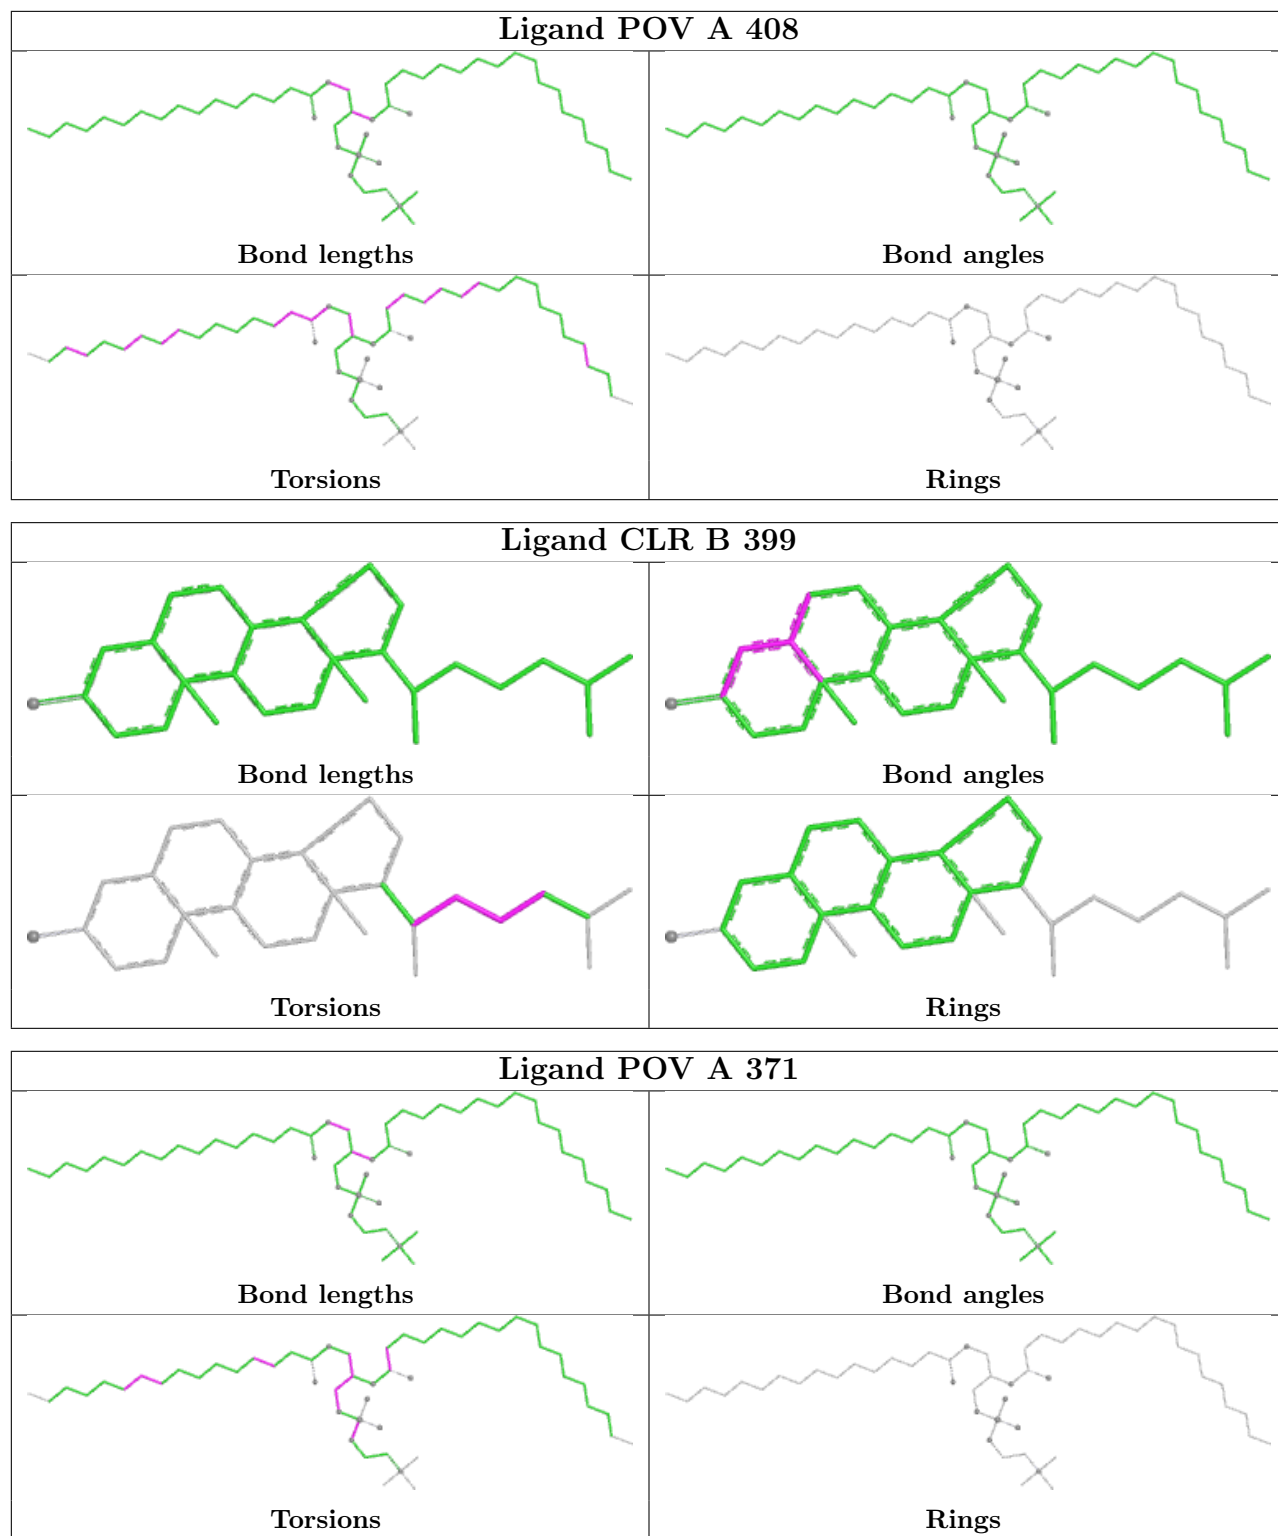 Ligand POV A 408
Bond lengths
Bond angles
Torsions
Rings
Ligand CLR B 399
Bond lengths
Bond angles
Torsions
Rings
Ligand POV A 371
Bond lengths
Bond angles
Torsions
Rings